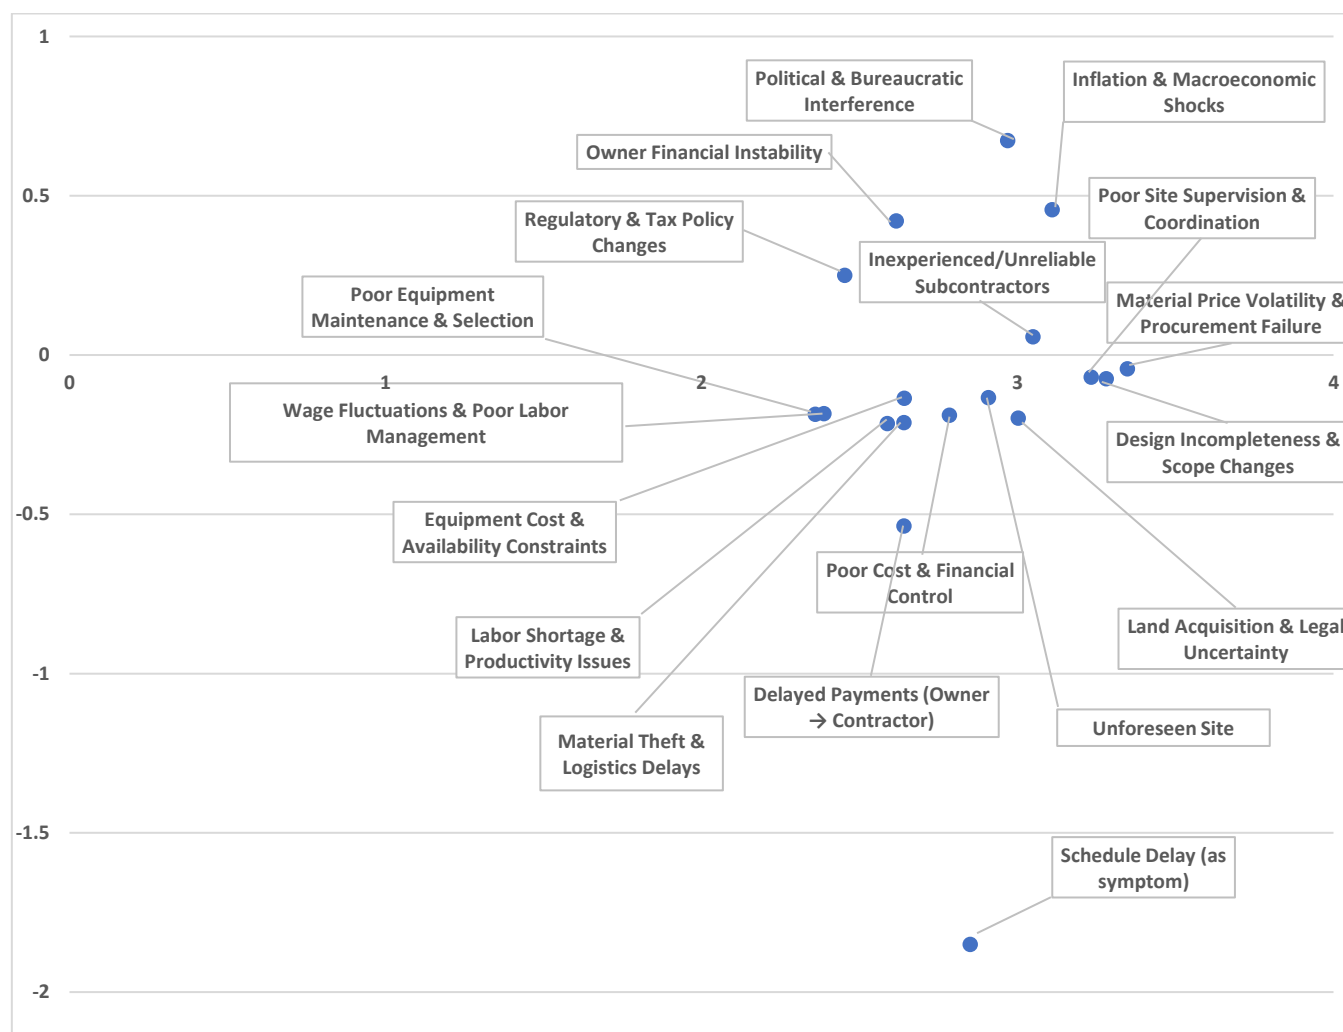 1
Political & Bureaucratic
Interference
Inflation & Macroeconomic
Shocks
Owner Financial Instability
0.5
Poor Site Supervision &
Coordination
Regulatory & Tax Policy
Changes
Inexperienced/Unreliable
Subcontractors
Poor Equipment
Maintenance & Selection
Material Price Volatility &
Procurement Failure
0
0 1 2 3 4
Wage Fluctuations & Poor Labor
Management
Design Incompleteness &
Scope Changes
-0.5
Equipment Cost &
Availability Constraints
Poor Cost & Financial
Control
Labor Shortage &
Productivity Issues
Land Acquisition & Legal
Uncertainty
-1
Delayed Payments (Owner
→ Contractor)
Unforeseen Site
Material Theft &
Logistics Delays
-1.5
Schedule Delay (as
symptom)
-2